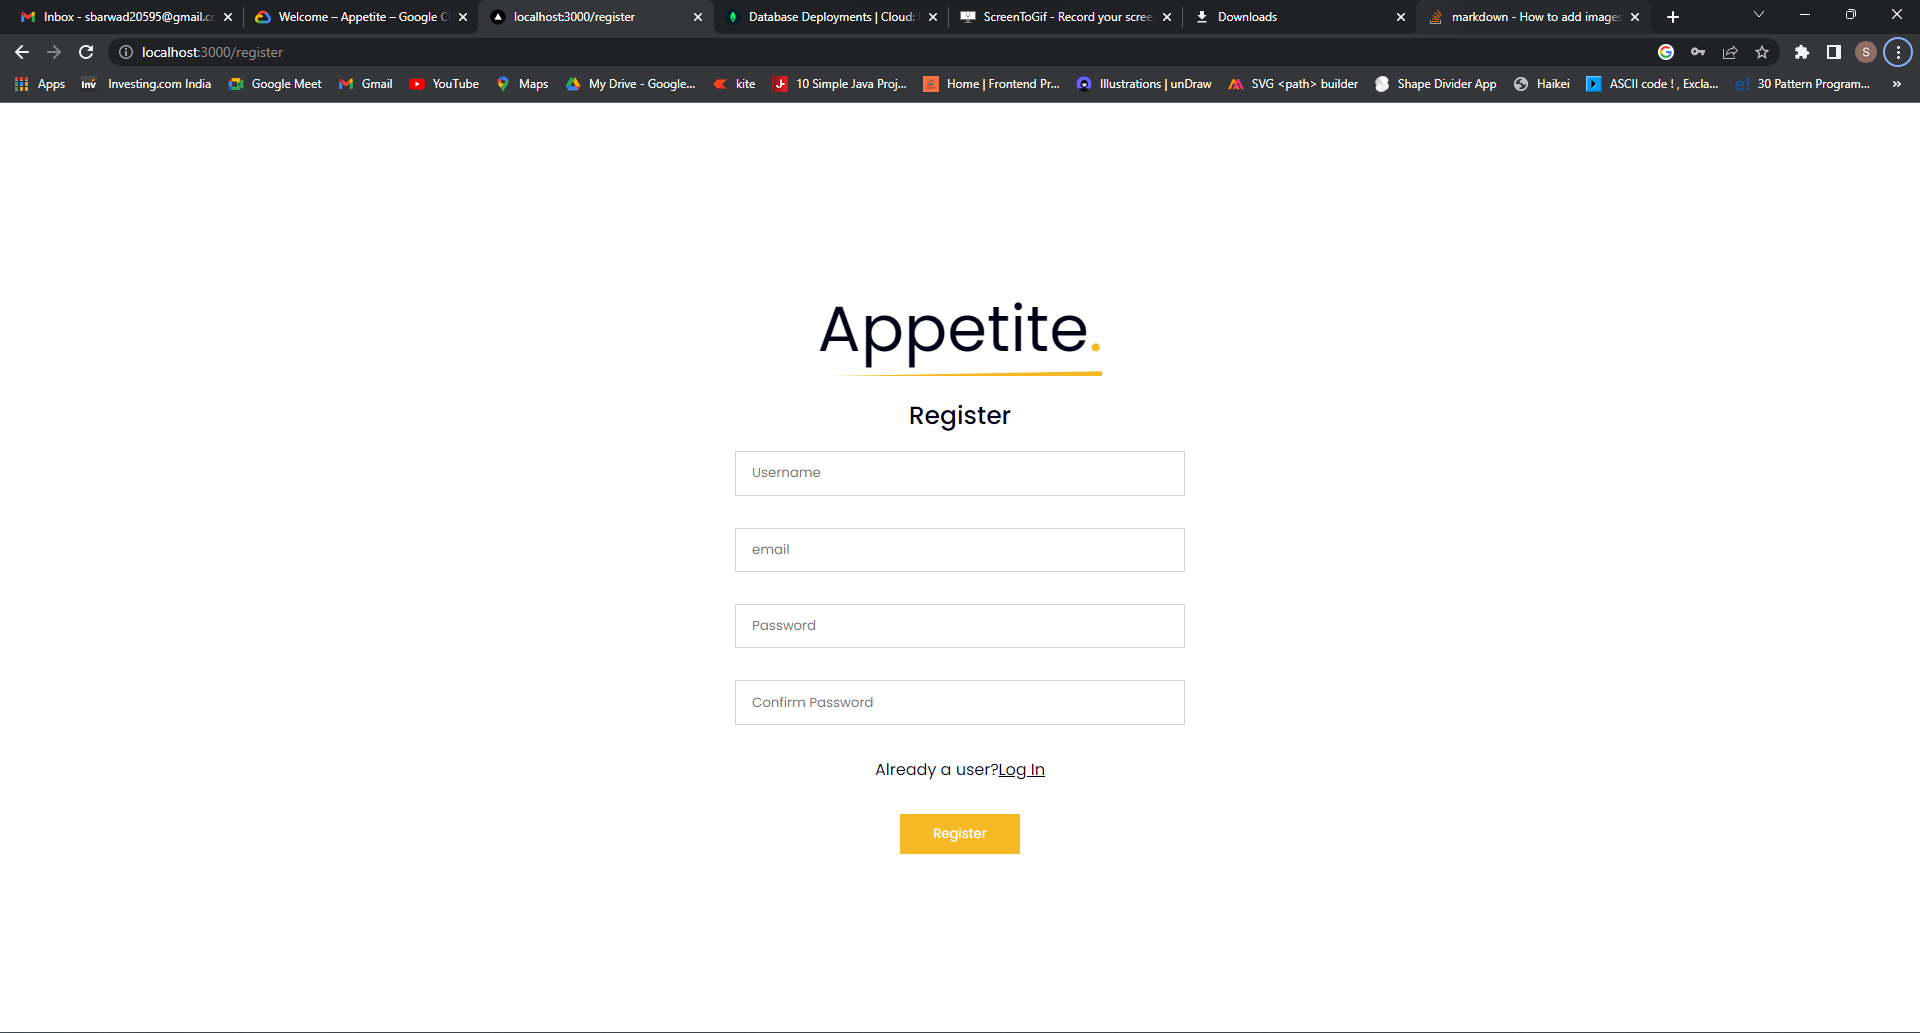 Inbox - sbarwad20595@gmail.c
Welcome – Appetite – Google C
localhost:3000/register
Database Deployments | Cloud:
ScreenToGif - Record your scree
Downloads
markdown - How to add images
localhost:3000/register
G
S
Apps
inv Investing.com India
Google Meet
Gmail
YouTube
Maps
My Drive - Google...
kite
10 Simple Java Proj...
Home | Frontend Pr...
Illustrations | unDraw
SVG <path> builder
Shape Divider App
Haikei
ASCII code ! , Excla...
e! 30 Pattern Program...
»
Appetite.
Register
Username
email
Password
Confirm Password
Already a user?Log In
Register